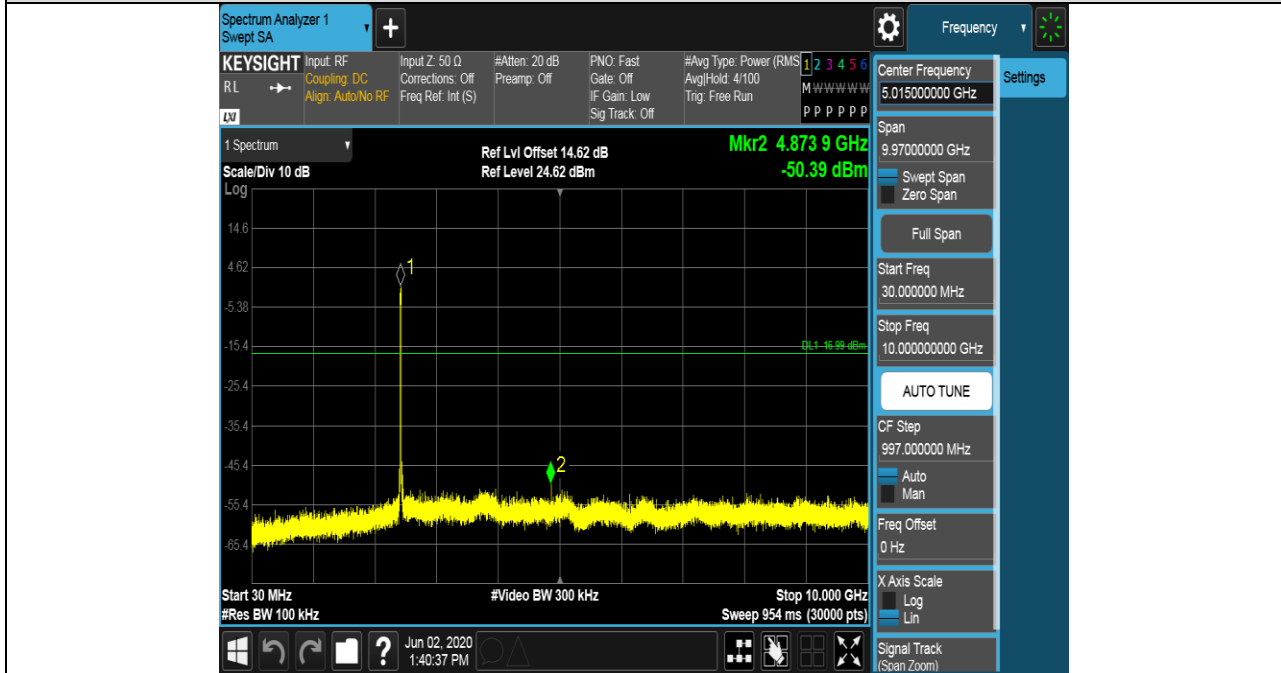 Spectrum Analyzer 1
Swept SA
+
Frequency
KEYSIGHT
RL
LXI
Input: RF
Coupling: DC
Align: Auto/No RF
Input Z: 50 Ω
Corrections: Off
Freq Ref: Int (S)
#Atten: 20 dB
Preamp: Off
PNO: Fast
Gate: Off
IF Gain: Low
Sig Track: Off
#Avg Type: Power (RMS
Avg|Hold: 4/100
Trig: Free Run
1 2 3 4 5 6
M W W W W W
P P P P P P
Center Frequency
5.015000000 GHz
Settings
1 Spectrum
Scale/Div 10 dB
Ref Lvl Offset 14.62 dB
Ref Level 24.62 dBm
Mkr2 4.873 9 GHz
-50.39 dBm
Log
14.6
4.62
-5.38
-15.4
-25.4
-35.4
-45.4
-55.4
-65.4
1
DL1 -16.99 dBm
2
Start 30 MHz
#Res BW 100 kHz
#Video BW 300 kHz
Stop 10.000 GHz
Sweep 954 ms (30000 pts)
Span
9.97000000 GHz
Swept Span
Zero Span
Full Span
Start Freq
30.000000 MHz
Stop Freq
10.000000000 GHz
AUTO TUNE
CF Step
997.000000 MHz
Auto
Man
Freq Offset
0 Hz
X Axis Scale
Log
Lin
Signal Track
(Span Zoom)
?
Jun 02, 2020
1:40:37 PM